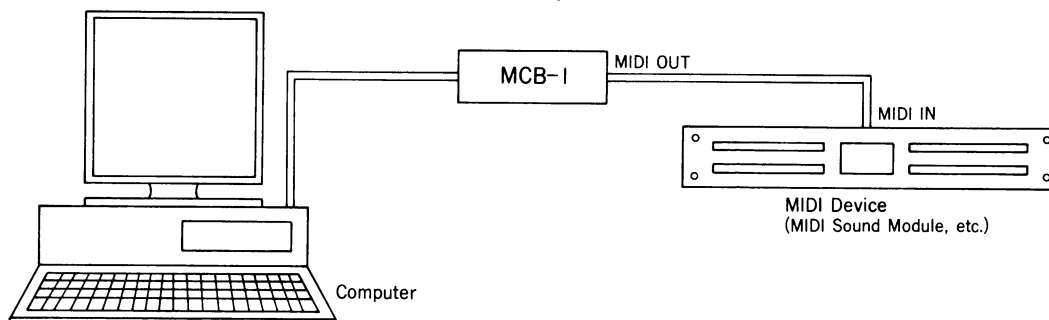 MCB-1
MIDI OUT
MIDI IN
MIDI Device
(MIDI Sound Module, etc.)
Computer